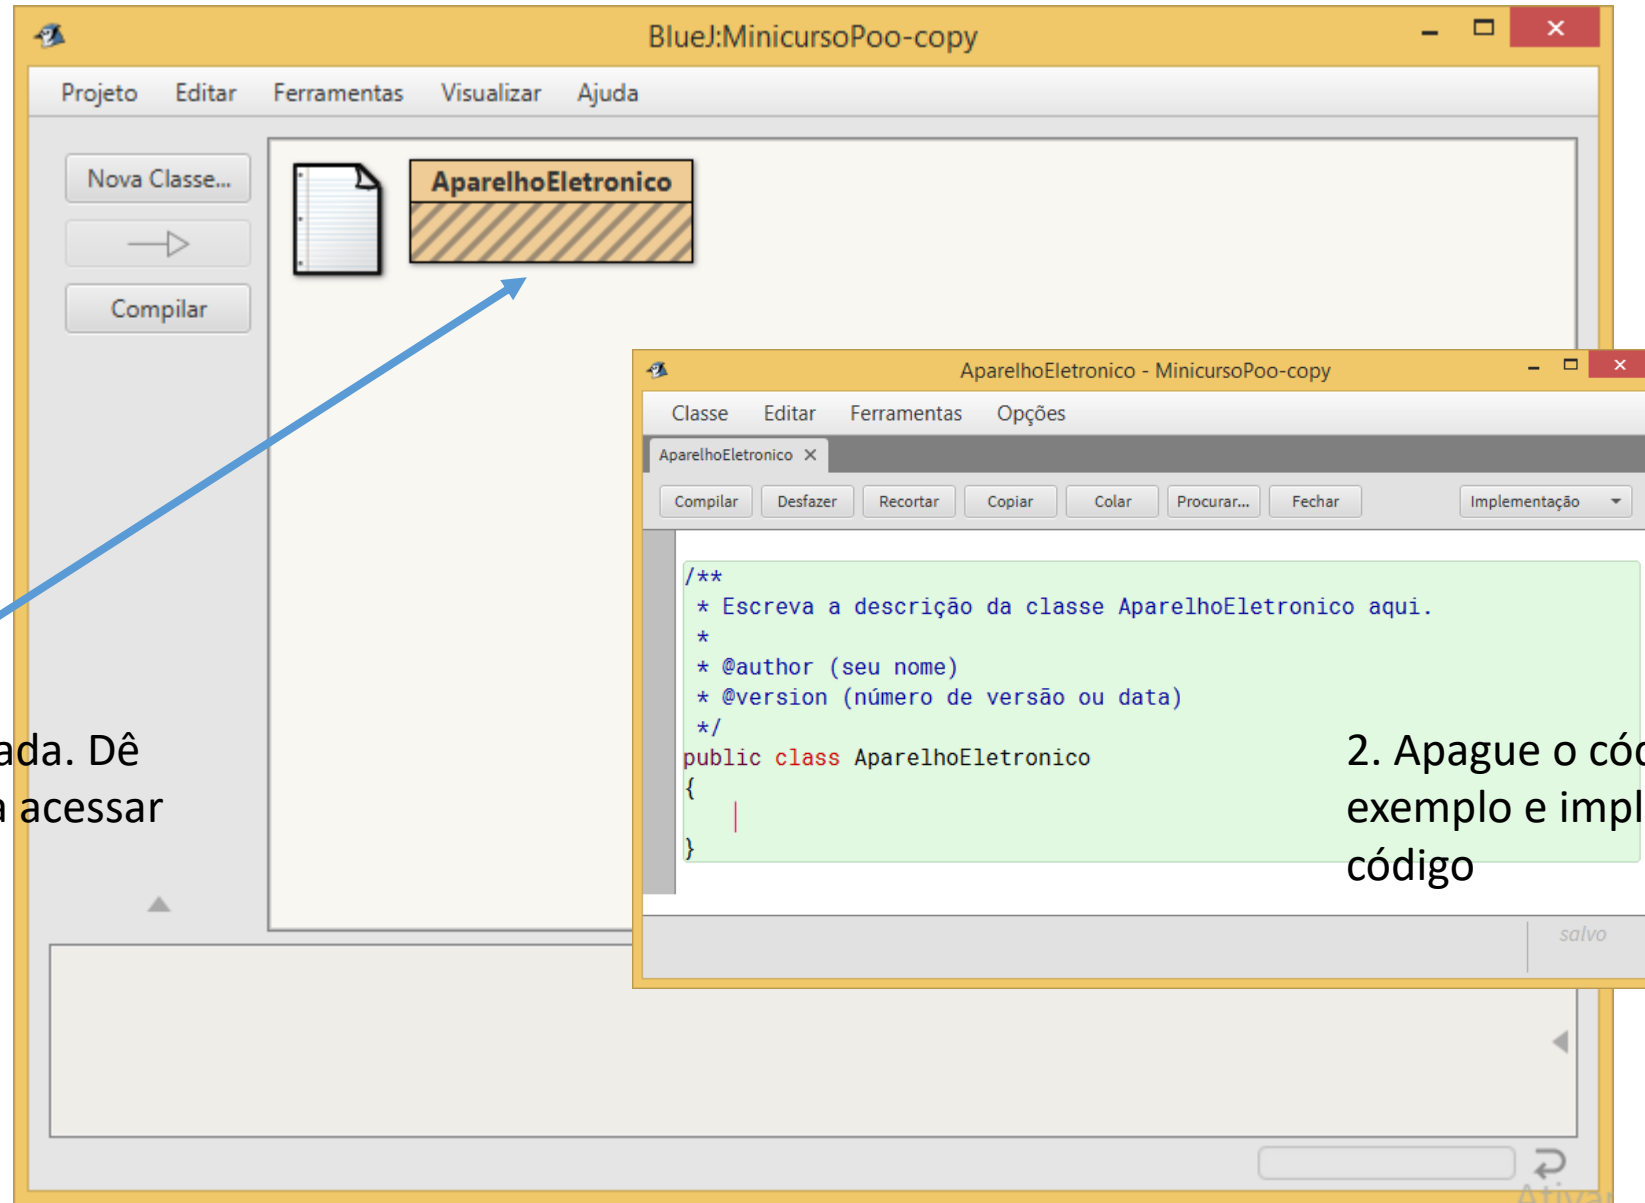 BlueJ:MinicursoPoo-copy
Projeto Editar Ferramentas Visualizar Ajuda
Nova Classe...
Compilar
AparelhoEletronico
AparelhoEletronico - MinicursoPoo-copy
Classe Editar Ferramentas Opções
AparelhoEletronico
Compilar Desfazer Recortar Copiar Colar Procurar... Fechar Implementação
/**
* Escreva a descrição da classe AparelhoEletronico aqui.
*
* @author (seu nome)
* @version (número de versão ou data)
*/
public class AparelhoEletronico
{
}
salvo
ada. Dê
a acessar
2. Apague o cód
exemplo e impl
código